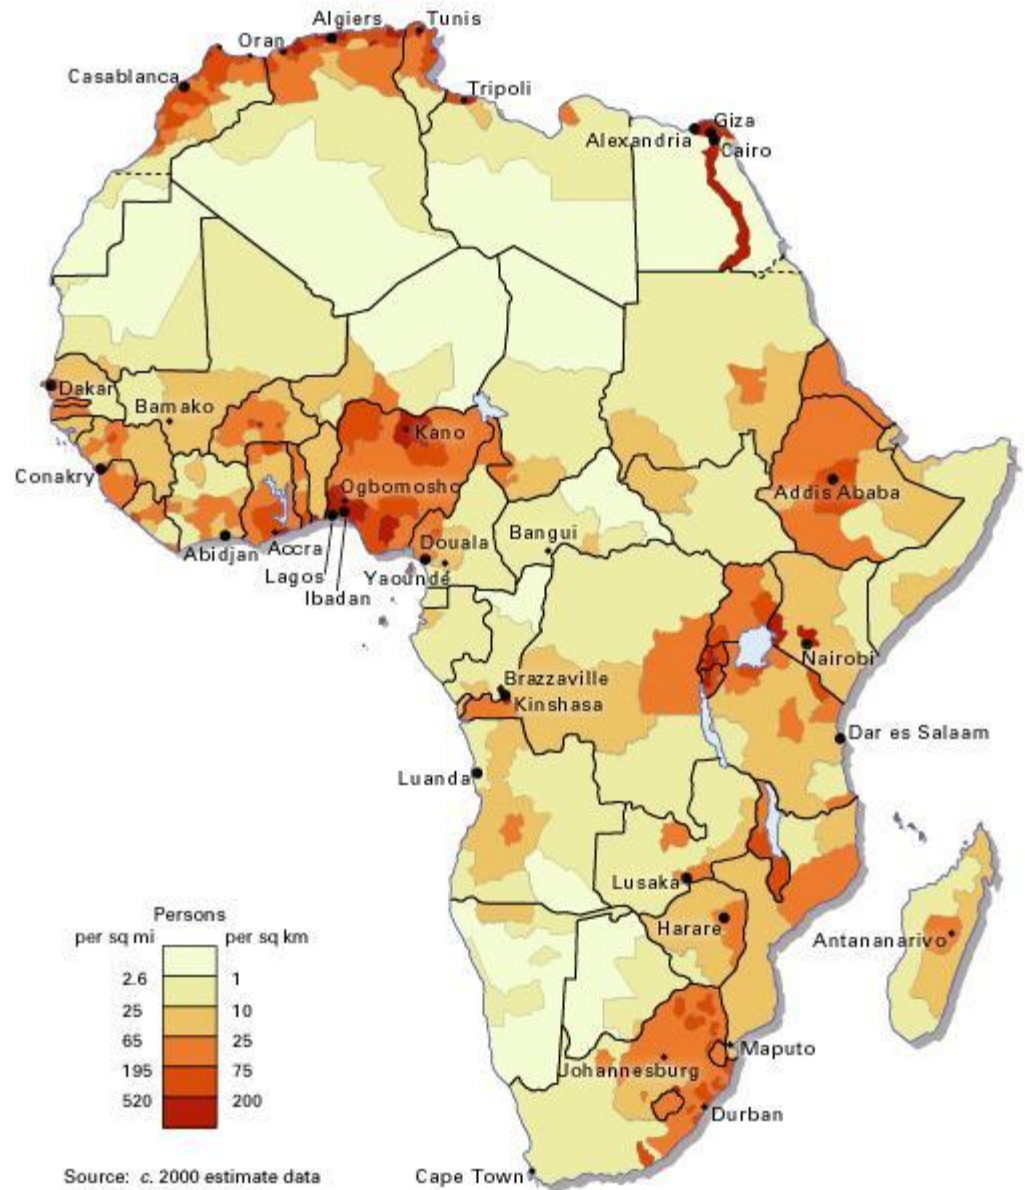 Algiers
Tunis
Oran
Casablanca
Tripoli
Giza
Alexandria
Cairo
Dakar
Bamako
Kano
Conakry
Ogbomosho
Addis Ababa
Abidjan
Accra
Douala
Bangui
Lagos
Yaoundé
Ibadan
Nairobi
Brazzaville
Kinshasa
Dar es Salaam
Luanda
Lusaka
Harare
Antananarivo
Maputo
Johannesburg
Durban
Cape Town
Persons
per sq mi per sq km
2.6 1
25 10
65 25
195 75
520 200
Source: c. 2000 estimate data